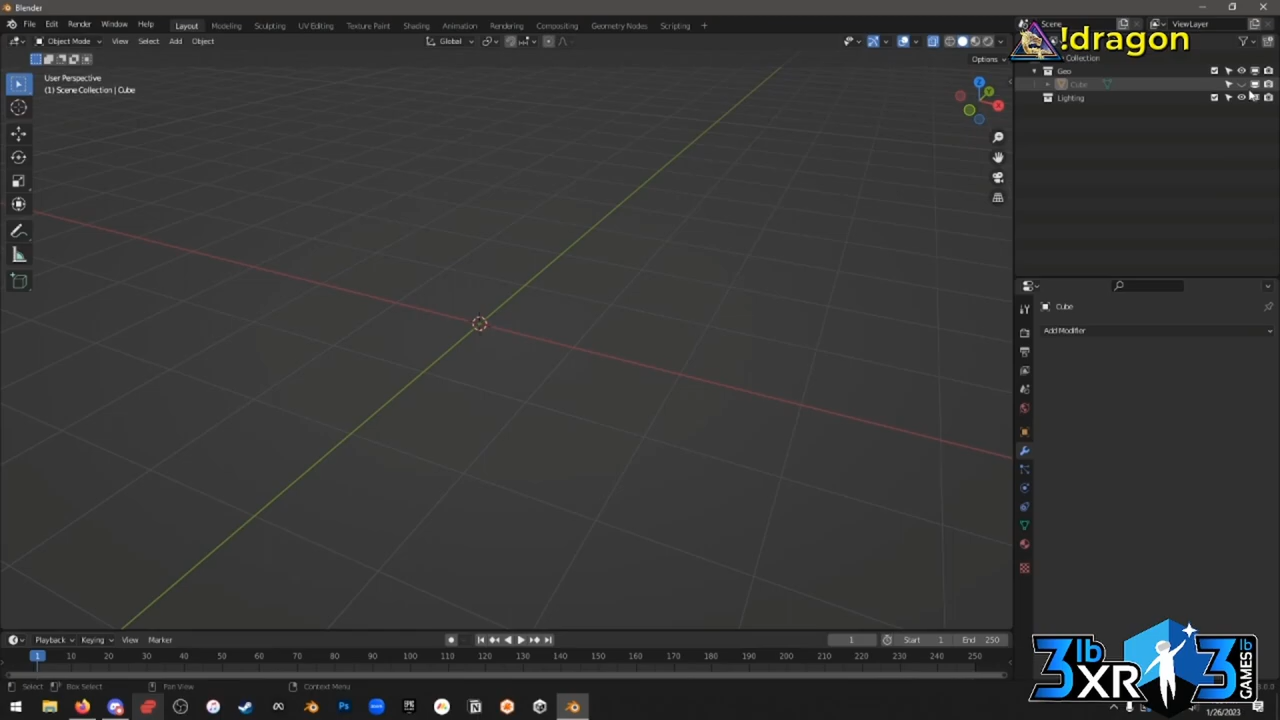 Blender
File Edit Render Window Help
Layout Modeling Sculpting UV Editing Texture Paint Shading Animation Rendering Compositing Geometry Nodes Scripting +
Scene
ViewLayer
!dragon
Object Mode View Select Add Object
Global
Options
User Perspective
(1) Scene Collection | Cube
Z
Y
X
Collection
Geo
Cube
Lighting
Cube
Add Modifier
Playback Keying View Marker
1
Start 1
End 250
1 10 20 30 40 50 60 70 80 90 100 110 120 130 140 150 160 170 180 190 200 210 220 230 240 250
Select
Box Select
Pan View
Context Menu
3lb
XR
3lb
GAMES
1/26/2023